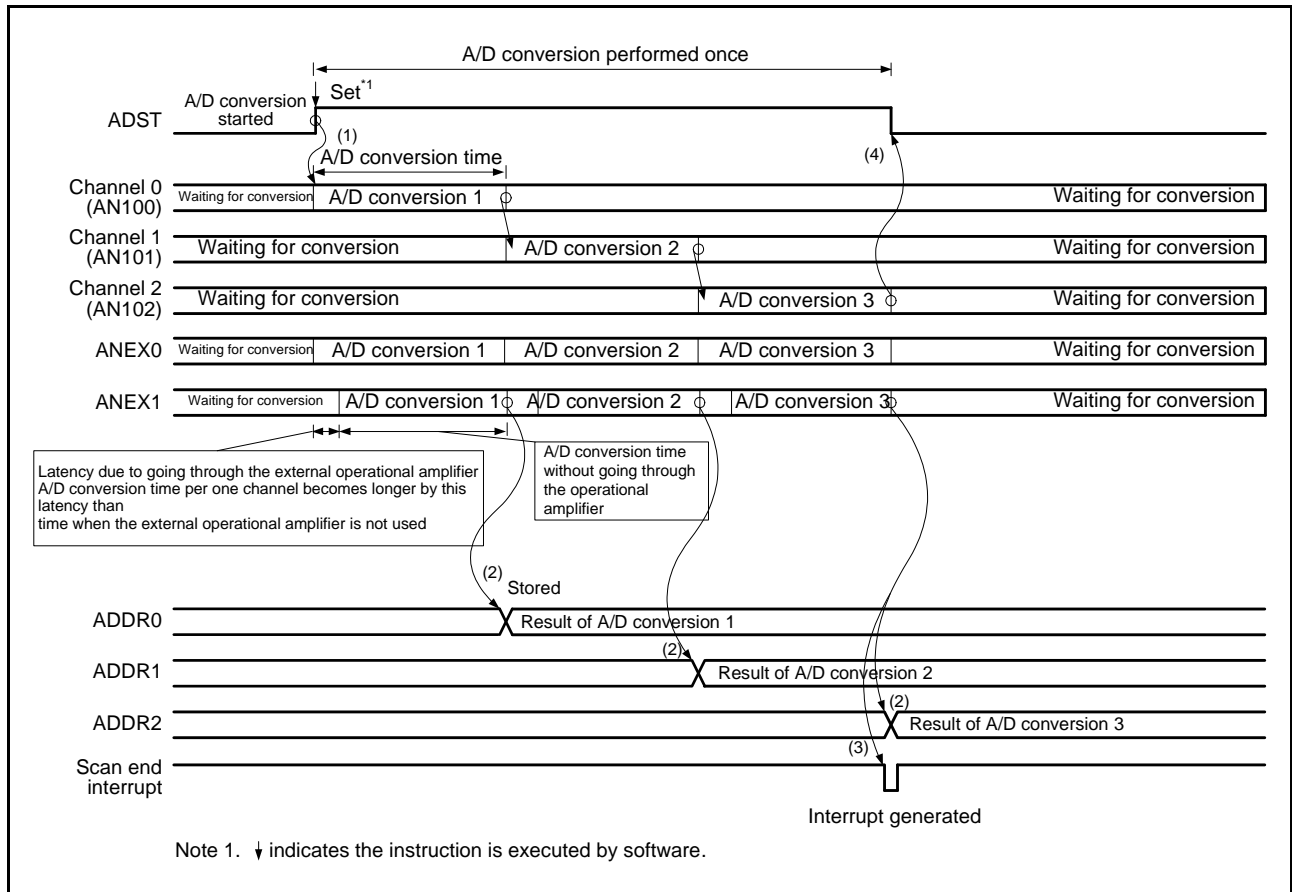 A/D conversion performed once
A/D conversion
started
Set*1
ADST
(1)
(4)
A/D conversion time
Channel 0
(AN100)
Waiting for conversion
A/D conversion 1
Waiting for conversion
Channel 1
(AN101)
Waiting for conversion
A/D conversion 2
Waiting for conversion
Channel 2
(AN102)
Waiting for conversion
A/D conversion 3
Waiting for conversion
ANEX0
Waiting for conversion
A/D conversion 1
A/D conversion 2
A/D conversion 3
Waiting for conversion
ANEX1
Waiting for conversion
A/D conversion 1
A/D conversion 2
A/D conversion 3
Waiting for conversion
Latency due to going through the external operational amplifier
A/D conversion time per one channel becomes longer by this
latency than
time when the external operational amplifier is not used
A/D conversion time
without going through
the operational
amplifier
(2)
Stored
ADDR0
Result of A/D conversion 1
(2)
ADDR1
Result of A/D conversion 2
(2)
ADDR2
Result of A/D conversion 3
(3)
Scan end
interrupt
Interrupt generated
Note 1. ↓ indicates the instruction is executed by software.